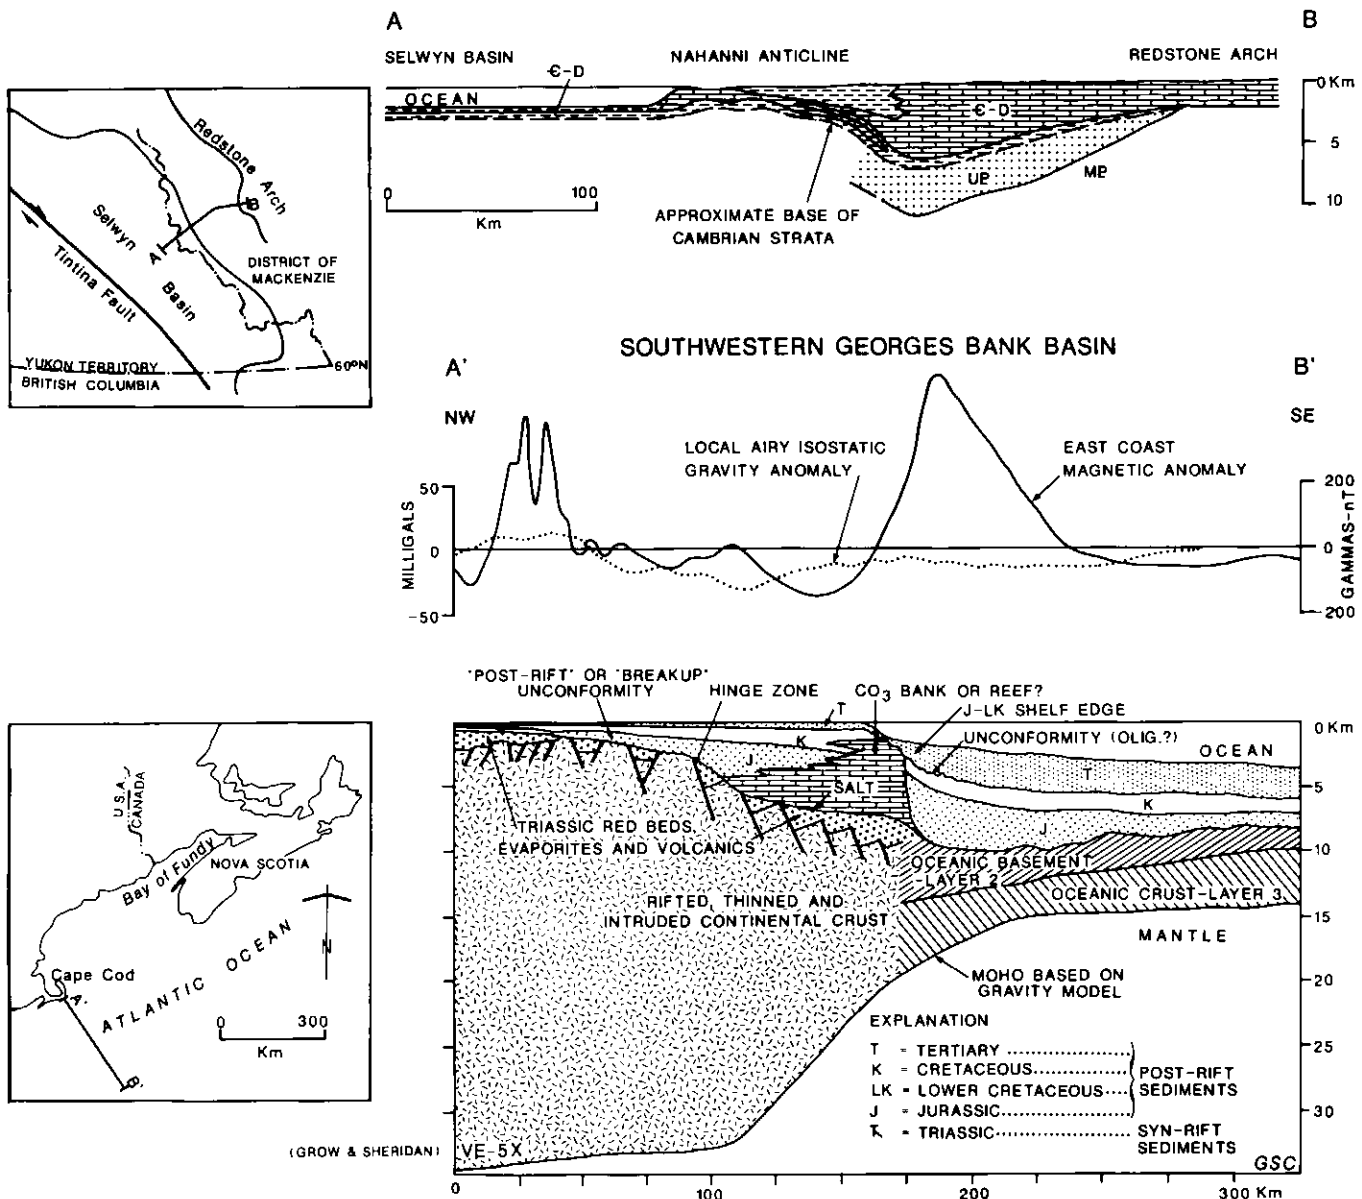 A
B
SELWYN BASIN
NAHANNI ANTICLINE
REDSTONE ARCH
Є-D
OCEAN
Є-D
UP
MP
0 Km
5
10
0
100
Km
APPROXIMATE BASE OF
CAMBRIAN STRATA
Redstone Arch
Selwyn
Basin
A
B
Tintina Fault
DISTRICT OF
MACKENZIE
YUKON TERRITORY
BRITISH COLUMBIA
60°N
SOUTHWESTERN GEORGES BANK BASIN
A'
B'
NW
SE
LOCAL AIRY ISOSTATIC
GRAVITY ANOMALY
EAST COAST
MAGNETIC ANOMALY
MILLIGALS
50
0
-50
GAMMAS-nT
200
0
200
"POST-RIFT" OR "BREAKUP"
UNCONFORMITY
HINGE ZONE
CO3 BANK OR REEF?
J-LK SHELF EDGE
UNCONFORMITY (OLIG.?)
OCEAN
T
K
J
SALT
T
K
J
TRIASSIC RED BEDS,
EVAPORITES AND VOLCANICS
OCEANIC BASEMENT
LAYER 2
RIFTED, THINNED AND
INTRUDED CONTINENTAL CRUST
OCEANIC CRUST-LAYER 3
MANTLE
MOHO BASED ON
GRAVITY MODEL
0 Km
5
10
15
20
25
30
EXPLANATION
T = TERTIARY
K = CRETACEOUS
LK = LOWER CRETACEOUS
J = JURASSIC
POST-RIFT
SEDIMENTS
Ŧ = TRIASSIC
SYN-RIFT
SEDIMENTS
VE-5X
GSC
0
100
200
300 Km
U.S.A.
CANADA
Bay of Fundy
NOVA SCOTIA
N
ATLANTIC OCEAN
Cape Cod
A'
B'
0
300
Km
(GROW & SHERIDAN)